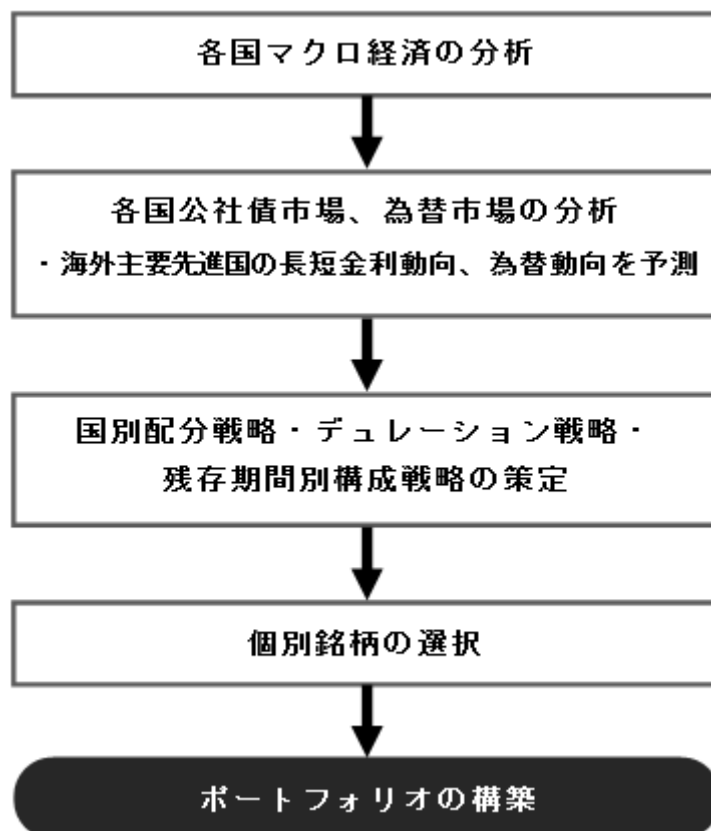 各国マクロ経済の分析
各国公社債市場、為替市場の分析
・海外主要先進国の長短金利動向、為替動向を予測
国別配分戦略・デュレーション戦略・
残存期間別構成戦略の策定
個別銘柄の選択
ポートフォリオの構築